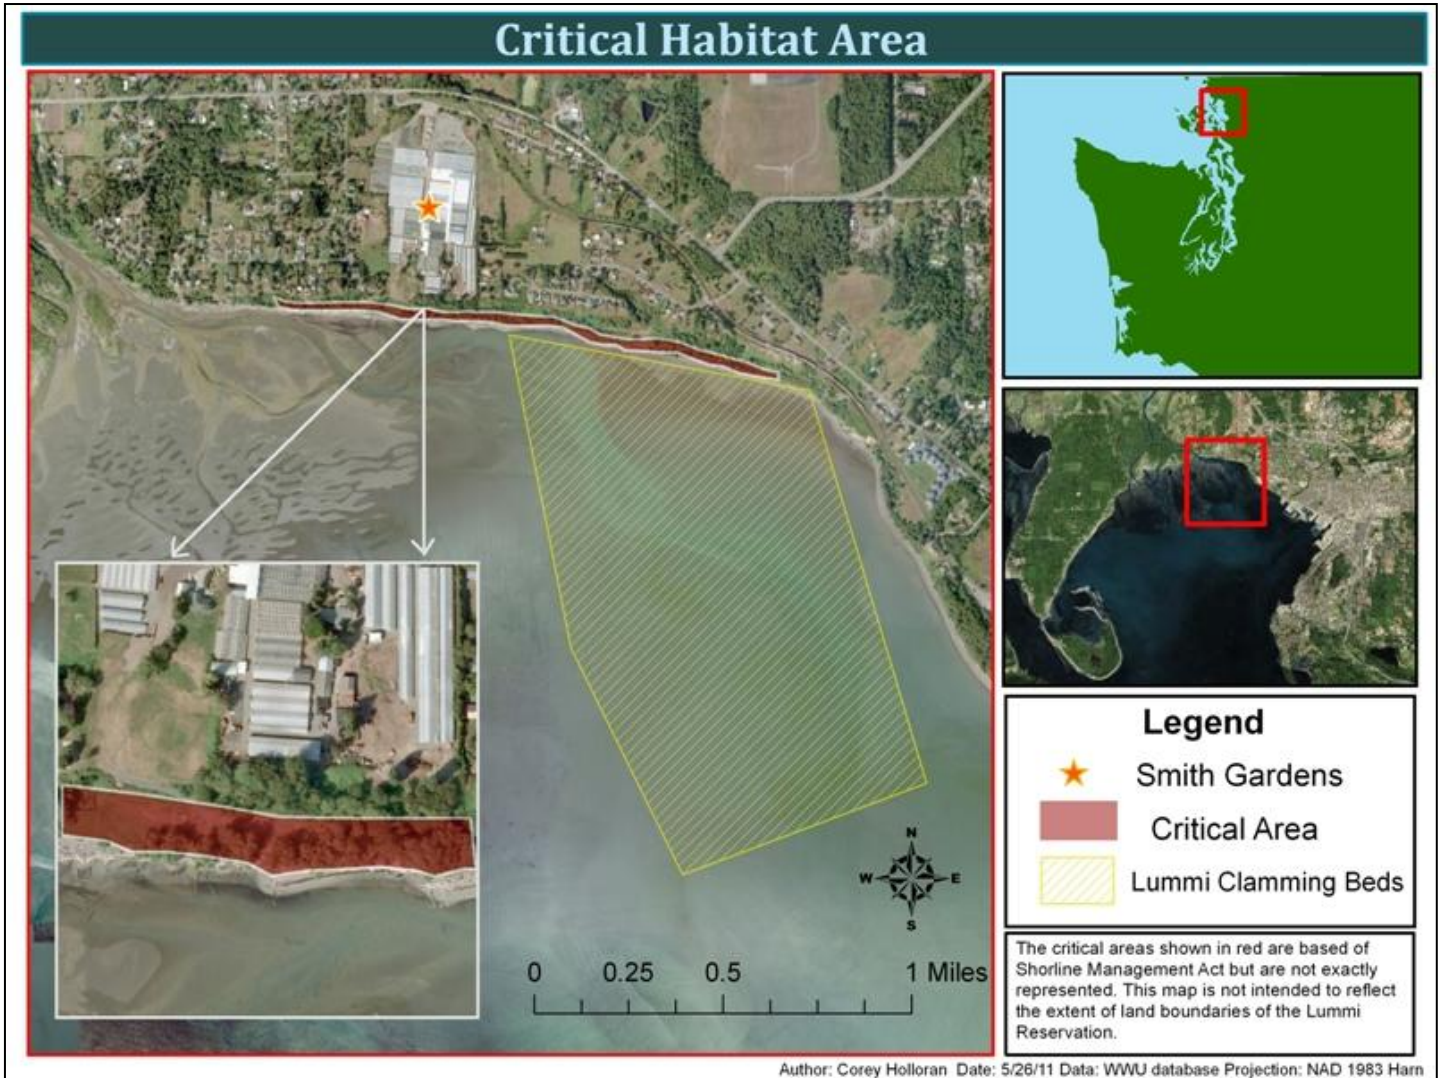 Critical Habitat Area
N
W E
S
0 0.25 0.5 1 Miles
Legend
Smith Gardens
Critical Area
Lummi Clamming Beds
The critical areas shown in red are based of
Shorline Management Act but are not exactly
represented. This map is not intended to reflect
the extent of land boundaries of the Lummi
Reservation.
Author: Corey Holloran Date: 5/26/11 Data: WWU database Projection: NAD 1983 Harn